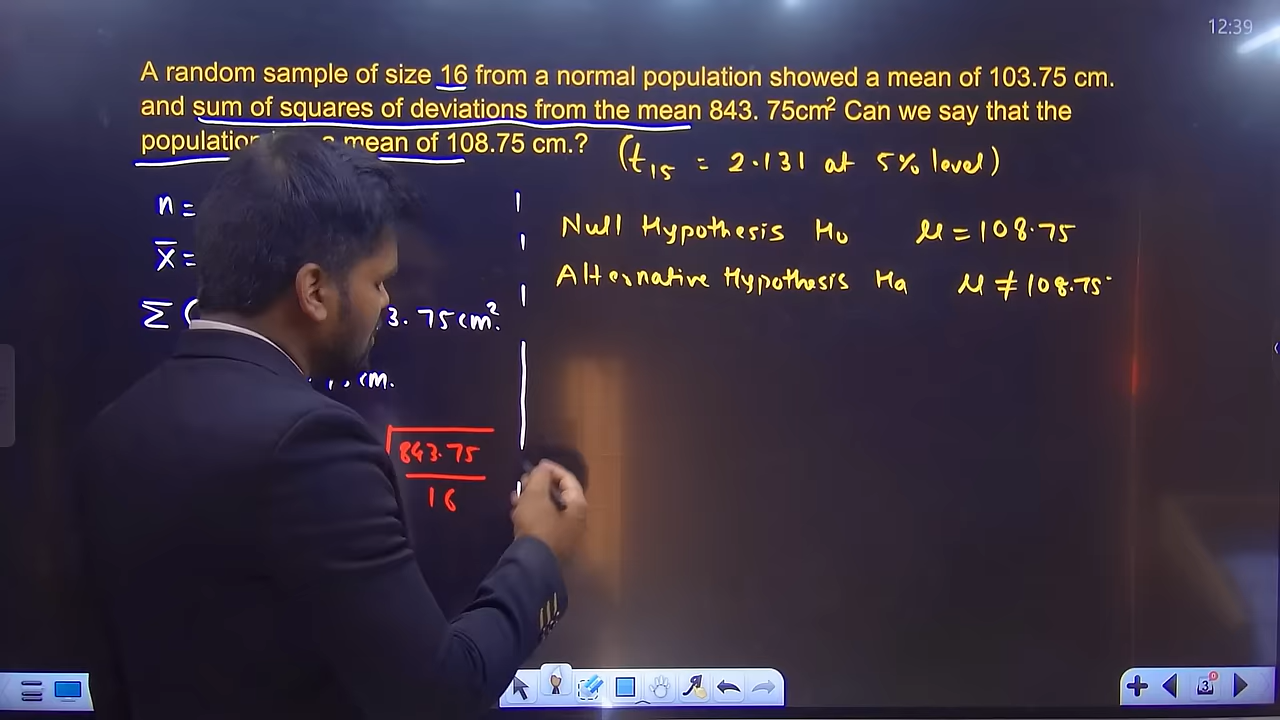 12:39
A random sample of size 16 from a normal population showed a mean of 103.75 cm.
and sum of squares of deviations from the mean 843. 75cm² Can we say that the
population mean of 108.75 cm.?
(t15 = 2.131 at 5% level)
n =
Null Hypothesis H0 μ = 108.75
X̄ =
Alternative Hypothesis Ha μ ≠ 108.75
Σ ( 3.75cm².
cm.
√843.75
16
3